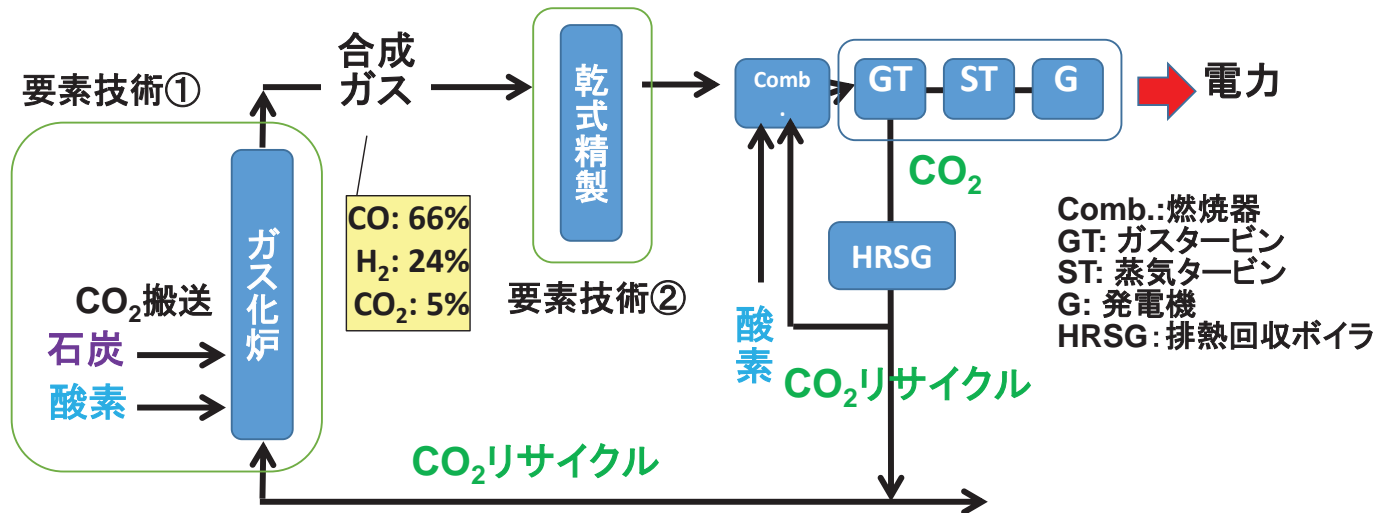 要素技術①
合成
ガス
乾式精製
Comb
.
GT
ST
G
電力
CO₂
CO: 66%
H₂: 24%
CO₂: 5%
ガス化炉
CO₂搬送
石炭
酸素
要素技術②
HRSG
酸素
CO₂リサイクル
CO₂リサイクル
Comb.:燃焼器
GT: ガスタービン
ST: 蒸気タービン
G: 発電機
HRSG：排熱回収ボイラ